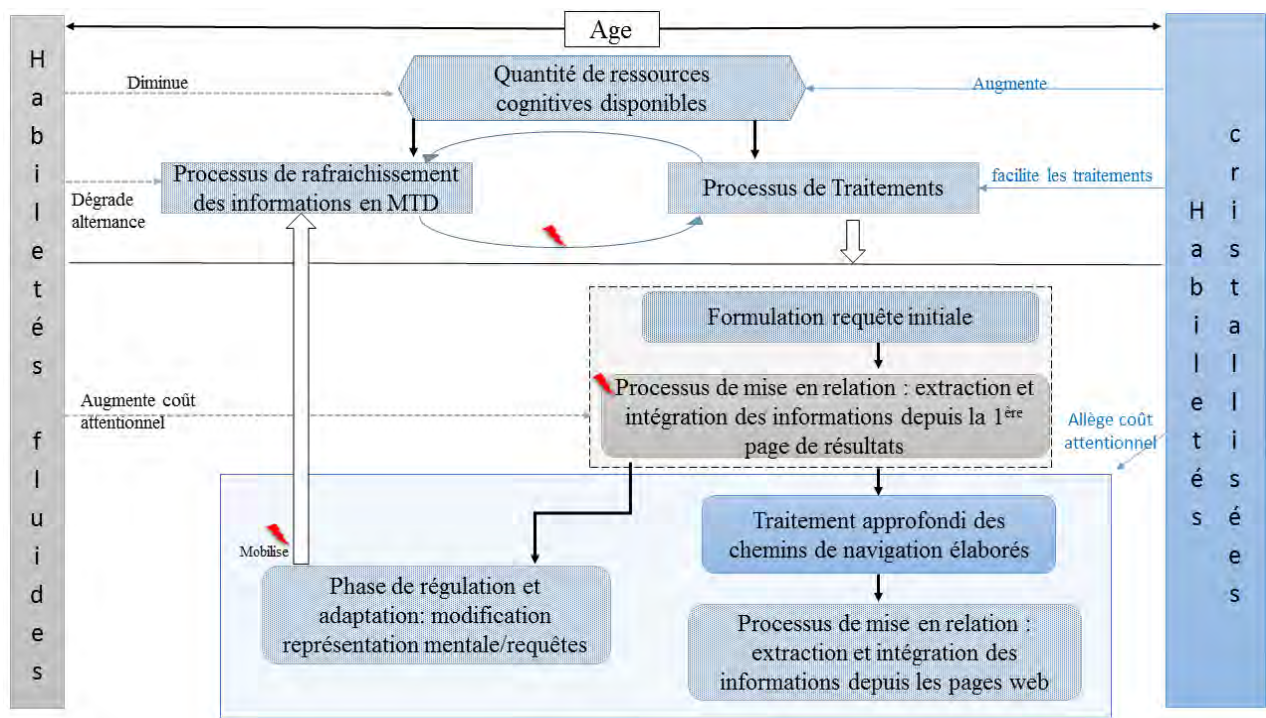 Age
Habiletés fluides
Quantité de ressources
cognitives disponibles
Diminue
Augmente
Processus de rafraichissement
des informations en MTD
Processus de Traitements
facilite les traitements
Dégrade
alternance
Habiletés
cristallisées
Formulation requête initiale
Processus de mise en relation : extraction et
intégration des informations depuis la 1ère
page de résultats
Augmente coût
attentionnel
Allège coût
attentionnel
Traitement approfondi des
chemins de navigation élaborés
Mobilise
Phase de régulation et
adaptation: modification
représentation mentale/requêtes
Processus de mise en relation :
extraction et intégration des
informations depuis les pages web